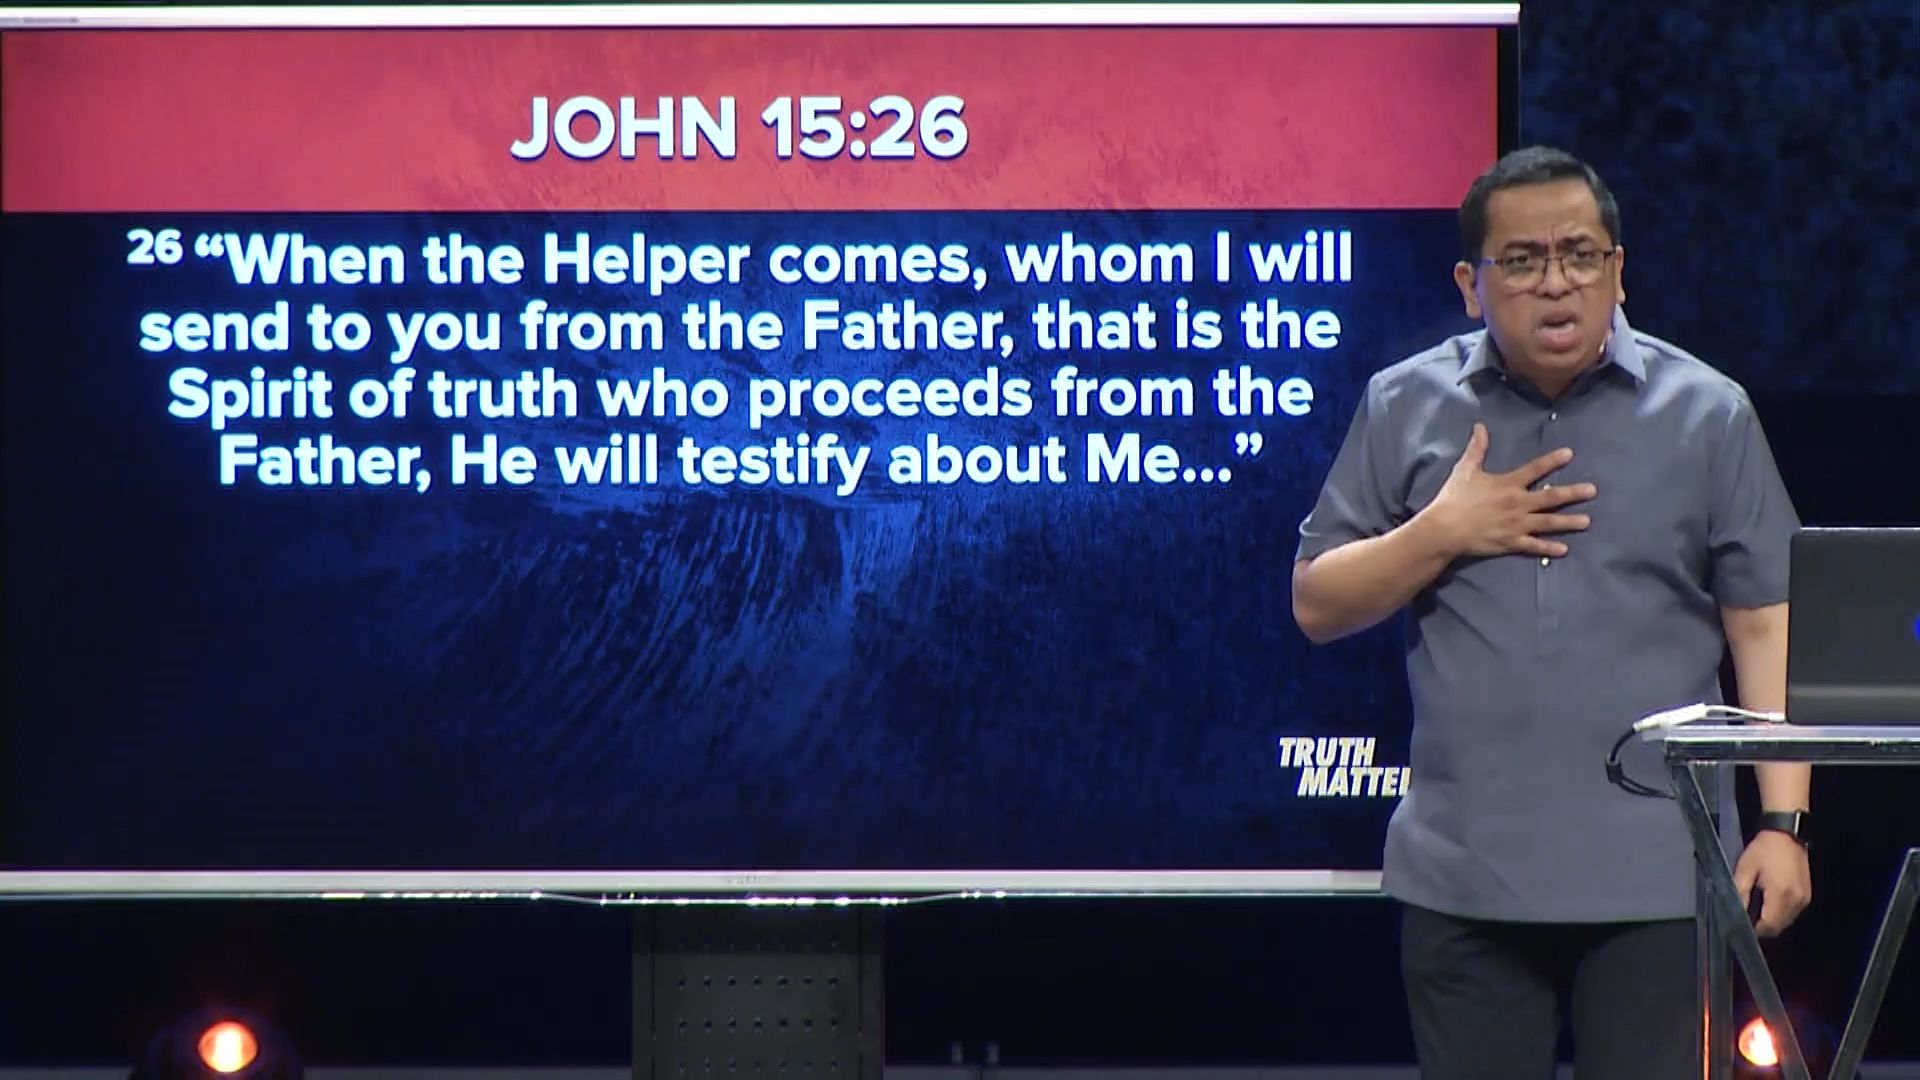 JOHN 15:26
26 “When the Helper comes, whom I will
send to you from the Father, that is the
Spirit of truth who proceeds from the
Father, He will testify about Me...”
TRUTH
MATTE